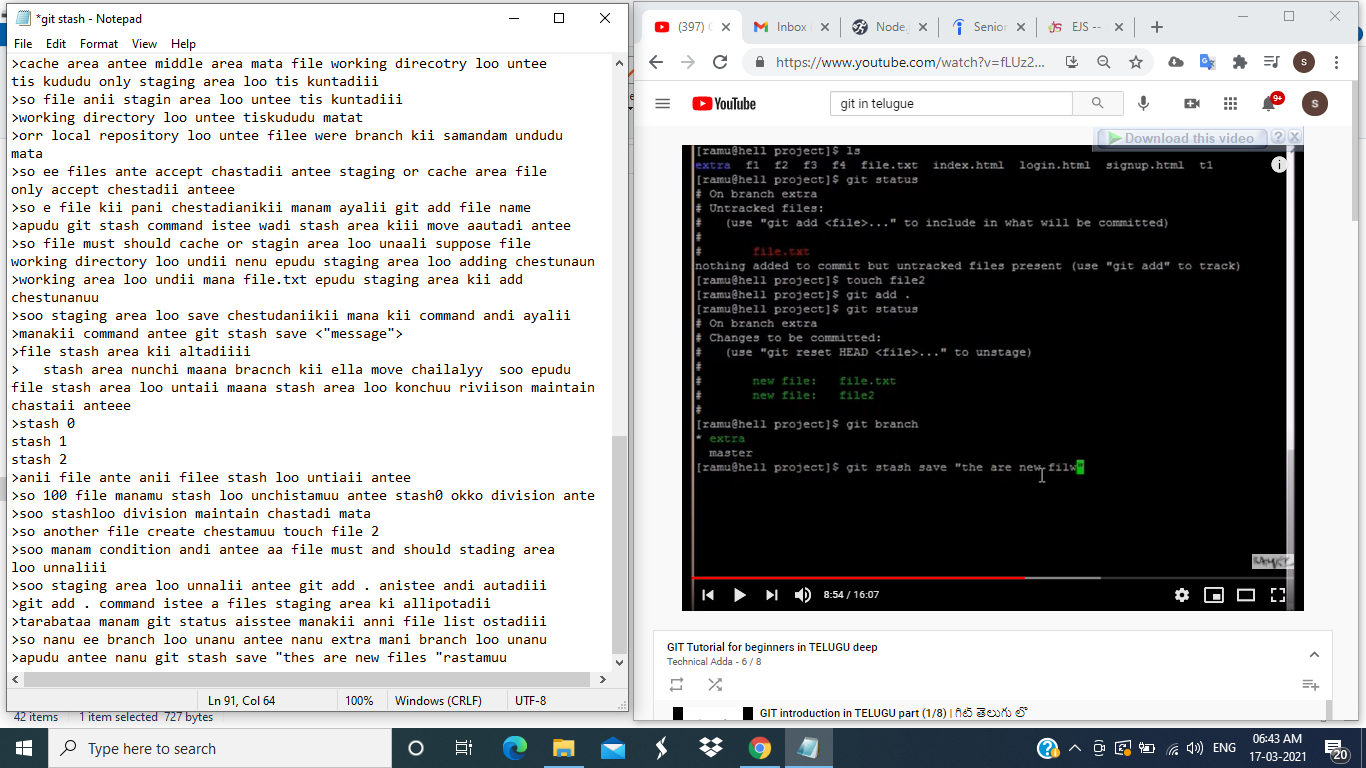 *git stash - Notepad
File Edit Format View Help
>cache area antee middle area mata file working direcotry loo untee
tis kududu only staging area loo tis kuntadiii
>so file anii stagin area loo untee tis kuntadiii
>working directory loo untee tiskududu matat
>orr local repository loo untee filee were branch kii samandam undudu
mata
>so ee files ante accept chastadii antee staging or cache area file
only accept chestadii anteee
>so e file kii pani chestadianikii manam ayalii git add file name
>apudu git stash command istee wadi stash area kiii move aautadi antee
>so file must should cache or stagin area loo unaali suppose file
working directory loo undii nenu epudu staging area loo adding chestunaun
>working area loo undii mana file.txt epudu staging area kii add
chestunanuu
>soo staging area loo save chestudaniikii mana kii command andi ayalii
>manakii command antee git stash save <"message">
>file stash area kii altadiiii
> stash area nunchi maana bracnch kii ella move chailalyy soo epudu
file stash area loo untaii maana stash area loo konchuu riviison maintain
chastaii anteee
>stash 0
stash 1
stash 2
>anii file ante anii filee stash loo untiaii antee
>so 100 file manamu stash loo unchistamuu antee stash0 okko division ante
>soo stashloo division maintain chastadi mata
>so another file create chestamuu touch file 2
>soo manam condition andi antee aa file must and should stading area
loo unnaliii
>soo staging area loo unnalii antee git add . anistee andi autadiii
>git add . command istee a files staging area ki allipotadii
>tarabataa manam git status aisstee manakii anni file list ostadiii
>so nanu ee branch loo unanu antee nanu extra mani branch loo unanu
>apudu antee nanu git stash save "thes are new files "rastamuu
Ln 91, Col 64 100% Windows (CRLF) UTF-8
42 items 1 item selected 727 bytes
(397) Inbox Node. Senior EJS --
https://www.youtube.com/watch?v=fLUz2... S
YouTube git in telugue 9+ S
Download this video ?
[ramu@hell project]$ ls
extra f1 f2 f3 f4 file.txt index.html login.html signup.html t1
[ramu@hell project]$ git status
# On branch extra
# Untracked files:
# (use "git add <file>..." to include in what will be committed)
#
# file.txt
nothing added to commit but untracked files present (use "git add" to track)
[ramu@hell project]$ touch file2
[ramu@hell project]$ git add .
[ramu@hell project]$ git status
# On branch extra
# Changes to be committed:
# (use "git reset HEAD <file>..." to unstage)
#
# new file: file.txt
# new file: file2
#
[ramu@hell project]$ git branch
* extra
master
[ramu@hell project]$ git stash save "the are new filw"
8:54 / 16:07
GIT Tutorial for beginners in TELUGU deep
Technical Adda - 6 / 8
GIT introduction in TELUGU part (1/8) | గిట్ తెలుగు లో
Type here to search
ENG
06:43 AM
17-03-2021
20